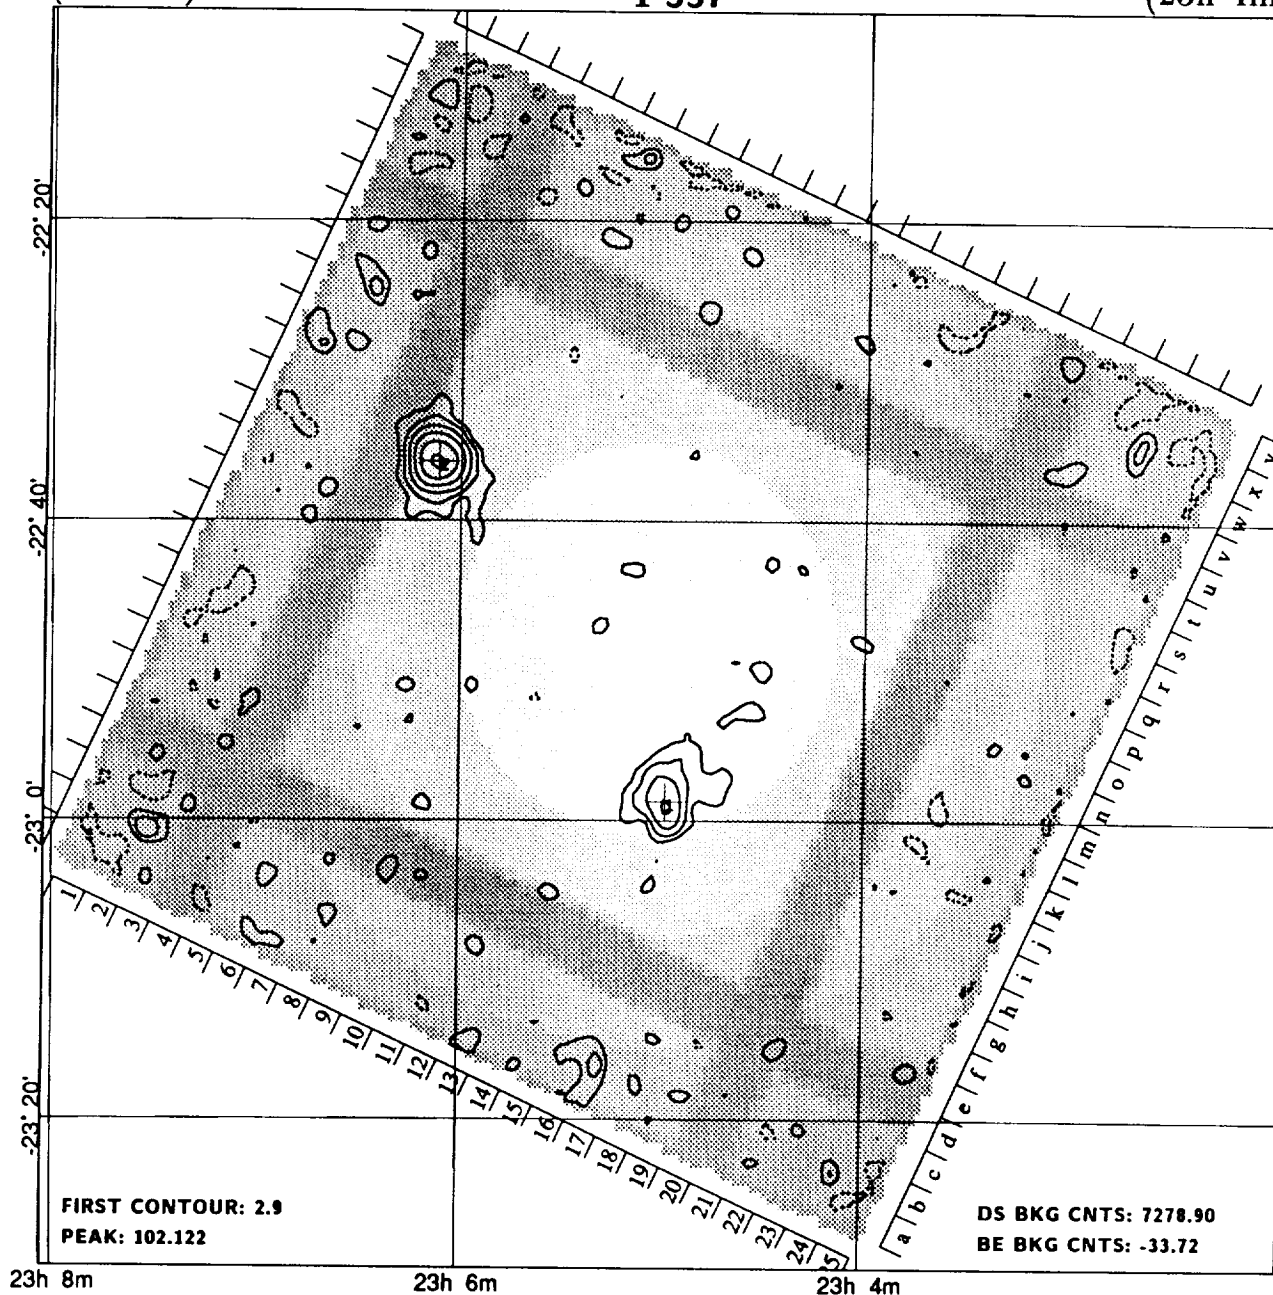 -22° 20'
-22° 40'
-23° 0'
-23° 20'
1 2 3 4 5 6 7 8 9 10 11 12 13 14 15 16 17 18 19 20 21 22 23 24
a b c d e f g h i j k l m n o p q r s t u v w x y
FIRST CONTOUR: 2.9
PEAK: 102.122
DS BKG CNTS: 7278.90
BE BKG CNTS: -33.72
23h 8m
23h 6m
23h 4m